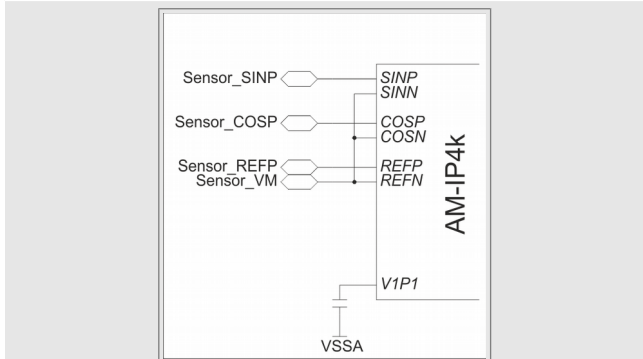 Sensor_SINP SINP
SINN
Sensor_COSP COSP
COSN
Sensor_REFP REFP
Sensor_VM REFN
AM-IP4k
V1P1
VSSA